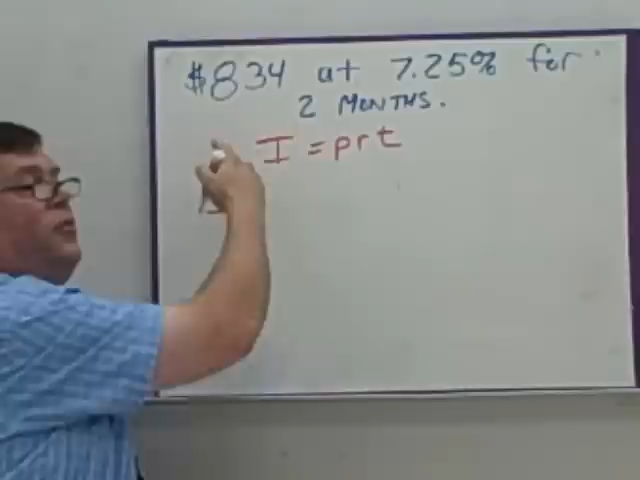 $834 at 7.25% for
2 MONTHS.
I = prt